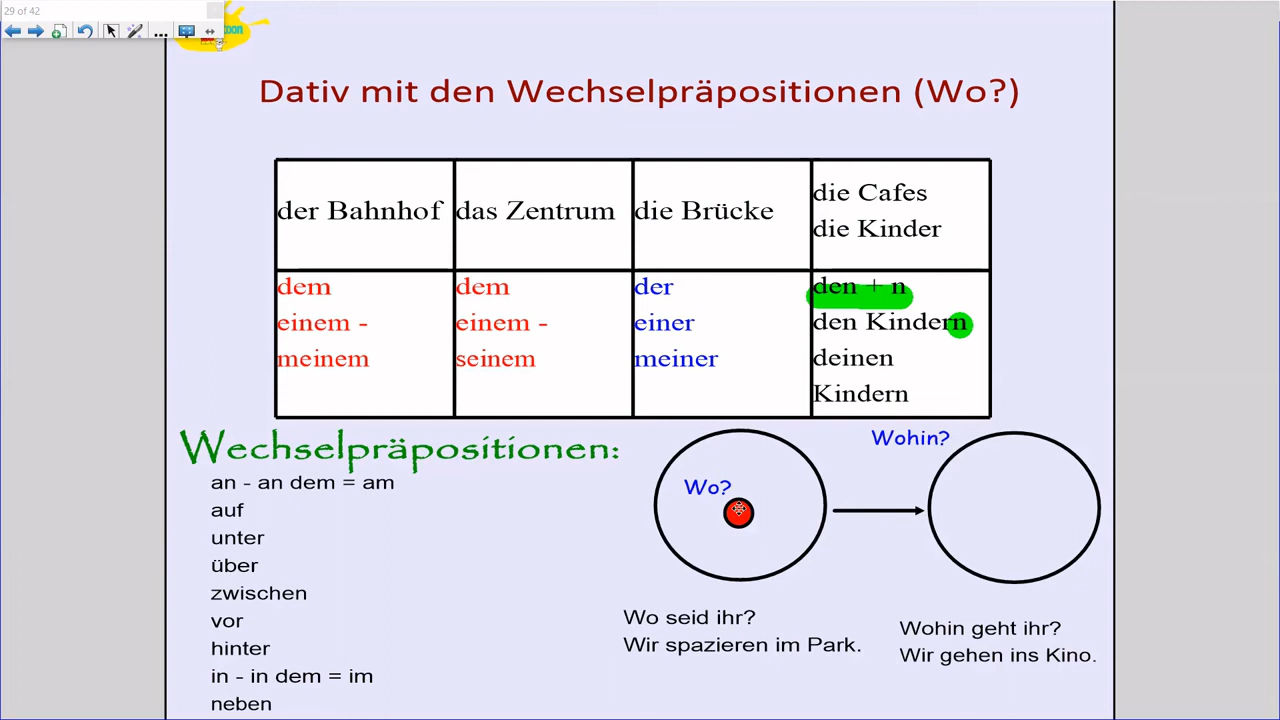 29 of 42
toon
Dativ mit den Wechselpräpositionen (Wo?)
der Bahnhof
das Zentrum
die Brücke
die Cafes
die Kinder
dem
einem -
meinem
dem
einem -
seinem
der
einer
meiner
den + n
den Kindern
deinen
Kindern
Wechselpräpositionen:
an - an dem = am
auf
unter
über
zwischen
vor
hinter
in - in dem = im
neben
Wo?
Wohin?
Wo seid ihr?
Wir spazieren im Park.
Wohin geht ihr?
Wir gehen ins Kino.